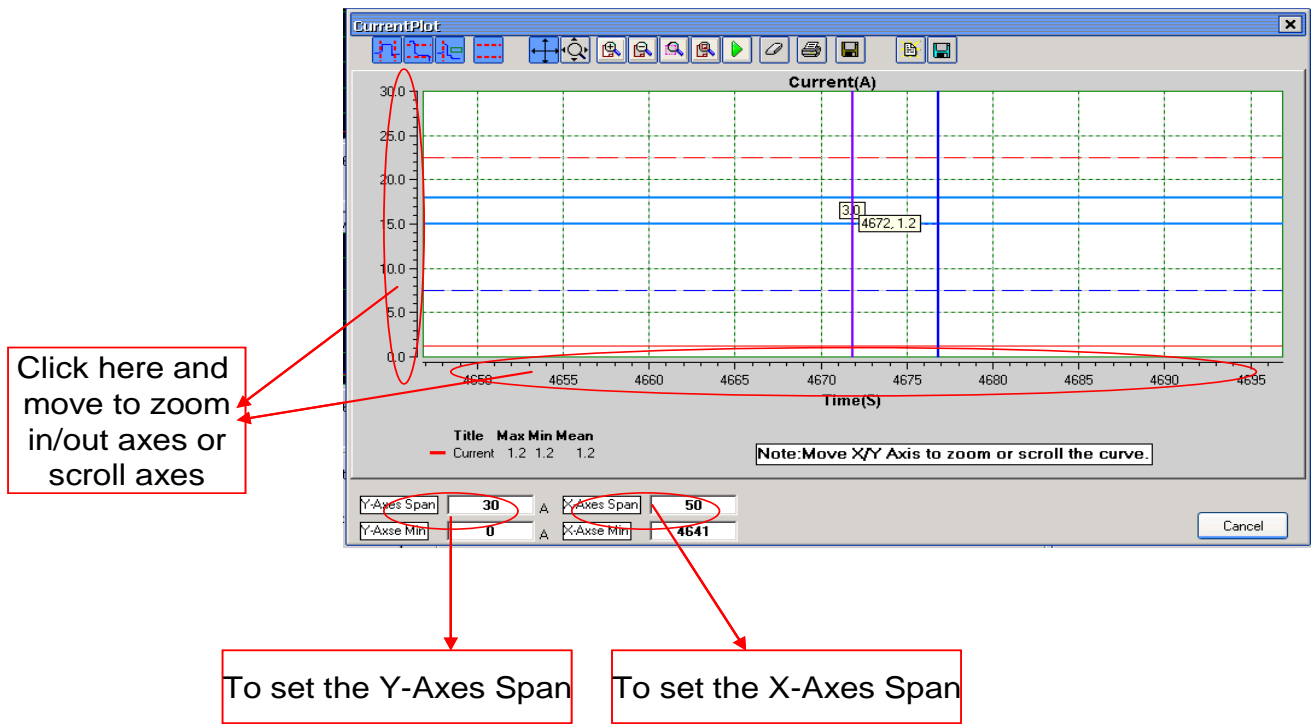 CurrentPlot
Current(A)
30.0
25.0
20.0
15.0
10.0
5.0
0.0
3.0
4672, 1.2
4650 4655 4660 4665 4670 4675 4680 4685 4690 4695
Time(S)
Title Max Min Mean
Current 1.2 1.2 1.2
Note:Move X/Y Axis to zoom or scroll the curve.
Click here and
move to zoom
in/out axes or
scroll axes
Y-Axes Span 30 A X-Axes Span 50
Y-Axse Min 0 A X-Axse Min 4641
Cancel
To set the Y-Axes Span
To set the X-Axes Span